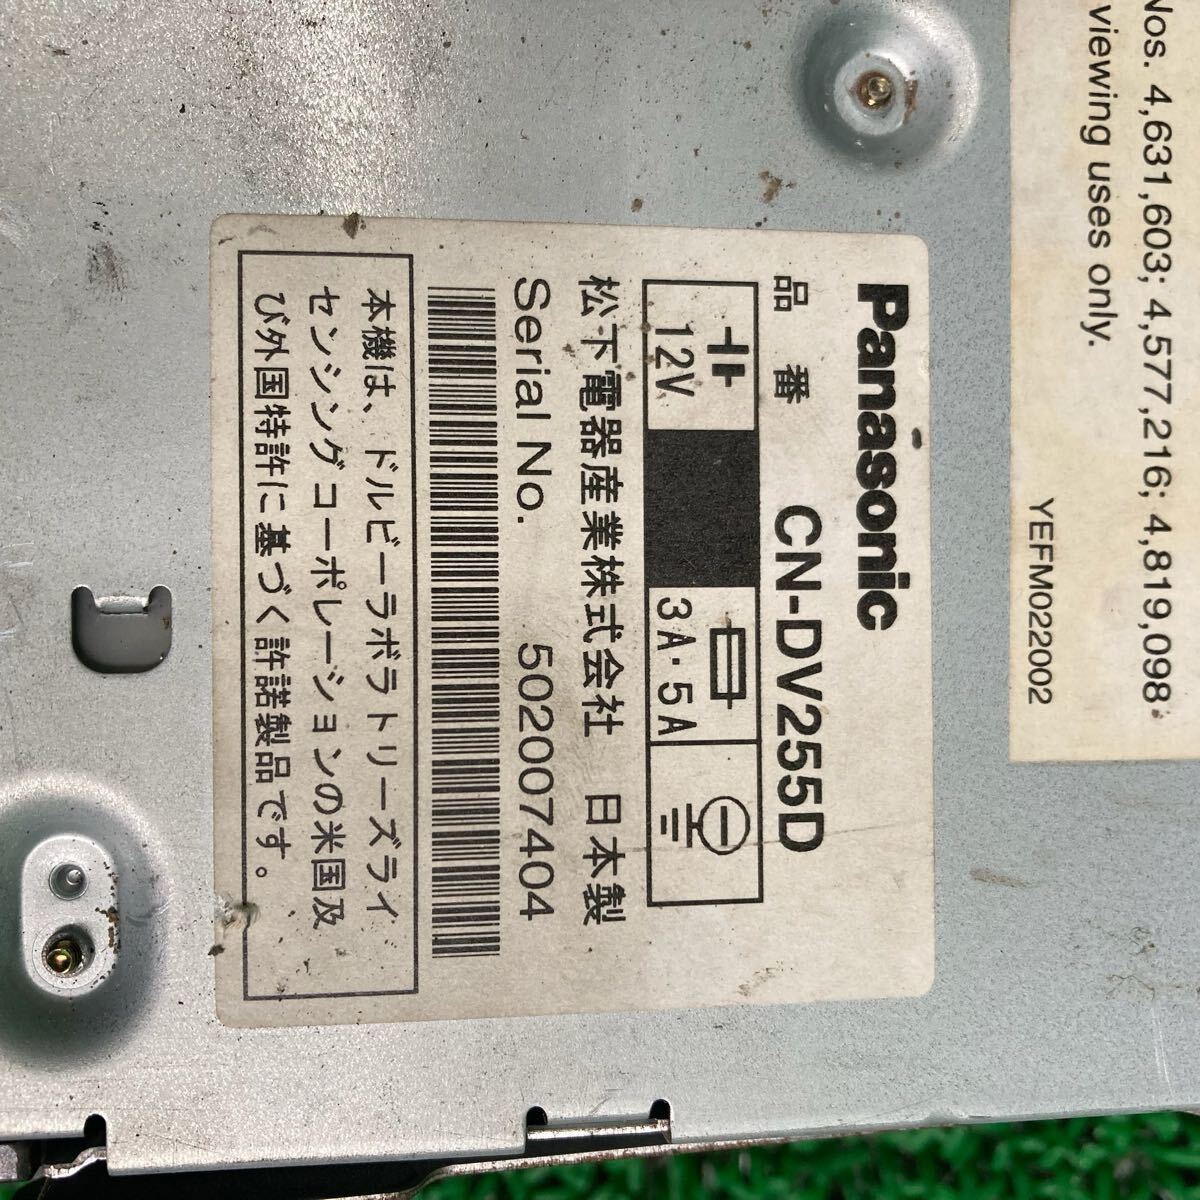 Nos. 4,631,603; 4,577,216; 4,819,098
viewing uses only.
YEFM022002
Panasonic
品番 CN-DV255D
12V 3A・5A
松下電器産業株式会社 日本製
Serial No. 502007404
本機は、ドルビーラボラトリーズライ
センシングコーポレーションの米国及
び外国特許に基づく許諾製品です。